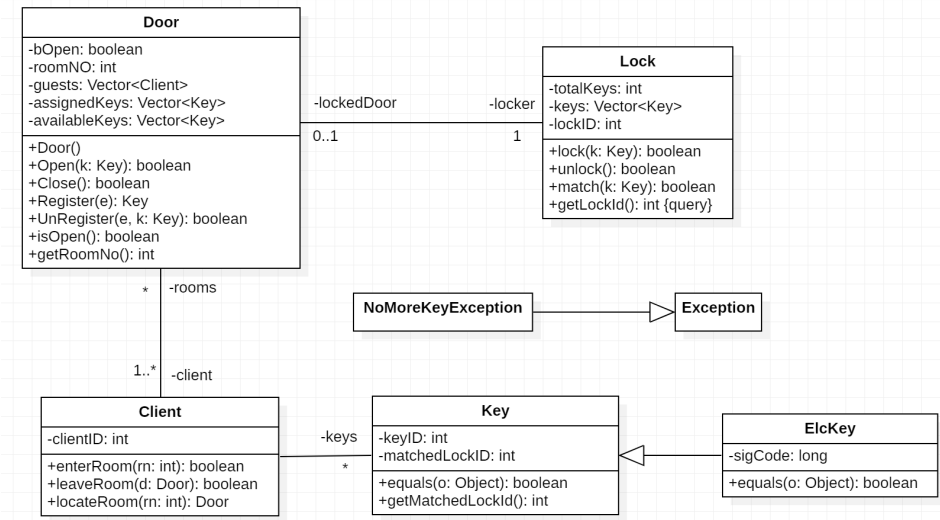 Door
-bOpen: boolean
-roomNO: int
-guests: Vector<Client>
-assignedKeys: Vector<Key>
-availableKeys: Vector<Key>
+Door()
+Open(k: Key): boolean
+Close(): boolean
+Register(e): Key
+UnRegister(e, k: Key): boolean
+isOpen(): boolean
+getRoomNo(): int
-lockedDoor
0..1
-locker
1
Lock
-totalKeys: int
-keys: Vector<Key>
-lockID: int
+lock(k: Key): boolean
+unlock(): boolean
+match(k: Key): boolean
+getLockId(): int {query}
*
-rooms
1..*
-client
NoMoreKeyException
Exception
Client
-clientID: int
+enterRoom(rn: int): boolean
+leaveRoom(d: Door): boolean
+locateRoom(rn: int): Door
-keys
*
Key
-keyID: int
-matchedLockID: int
+equals(o: Object): boolean
+getMatchedLockId(): int
ElcKey
-sigCode: long
+equals(o: Object): boolean